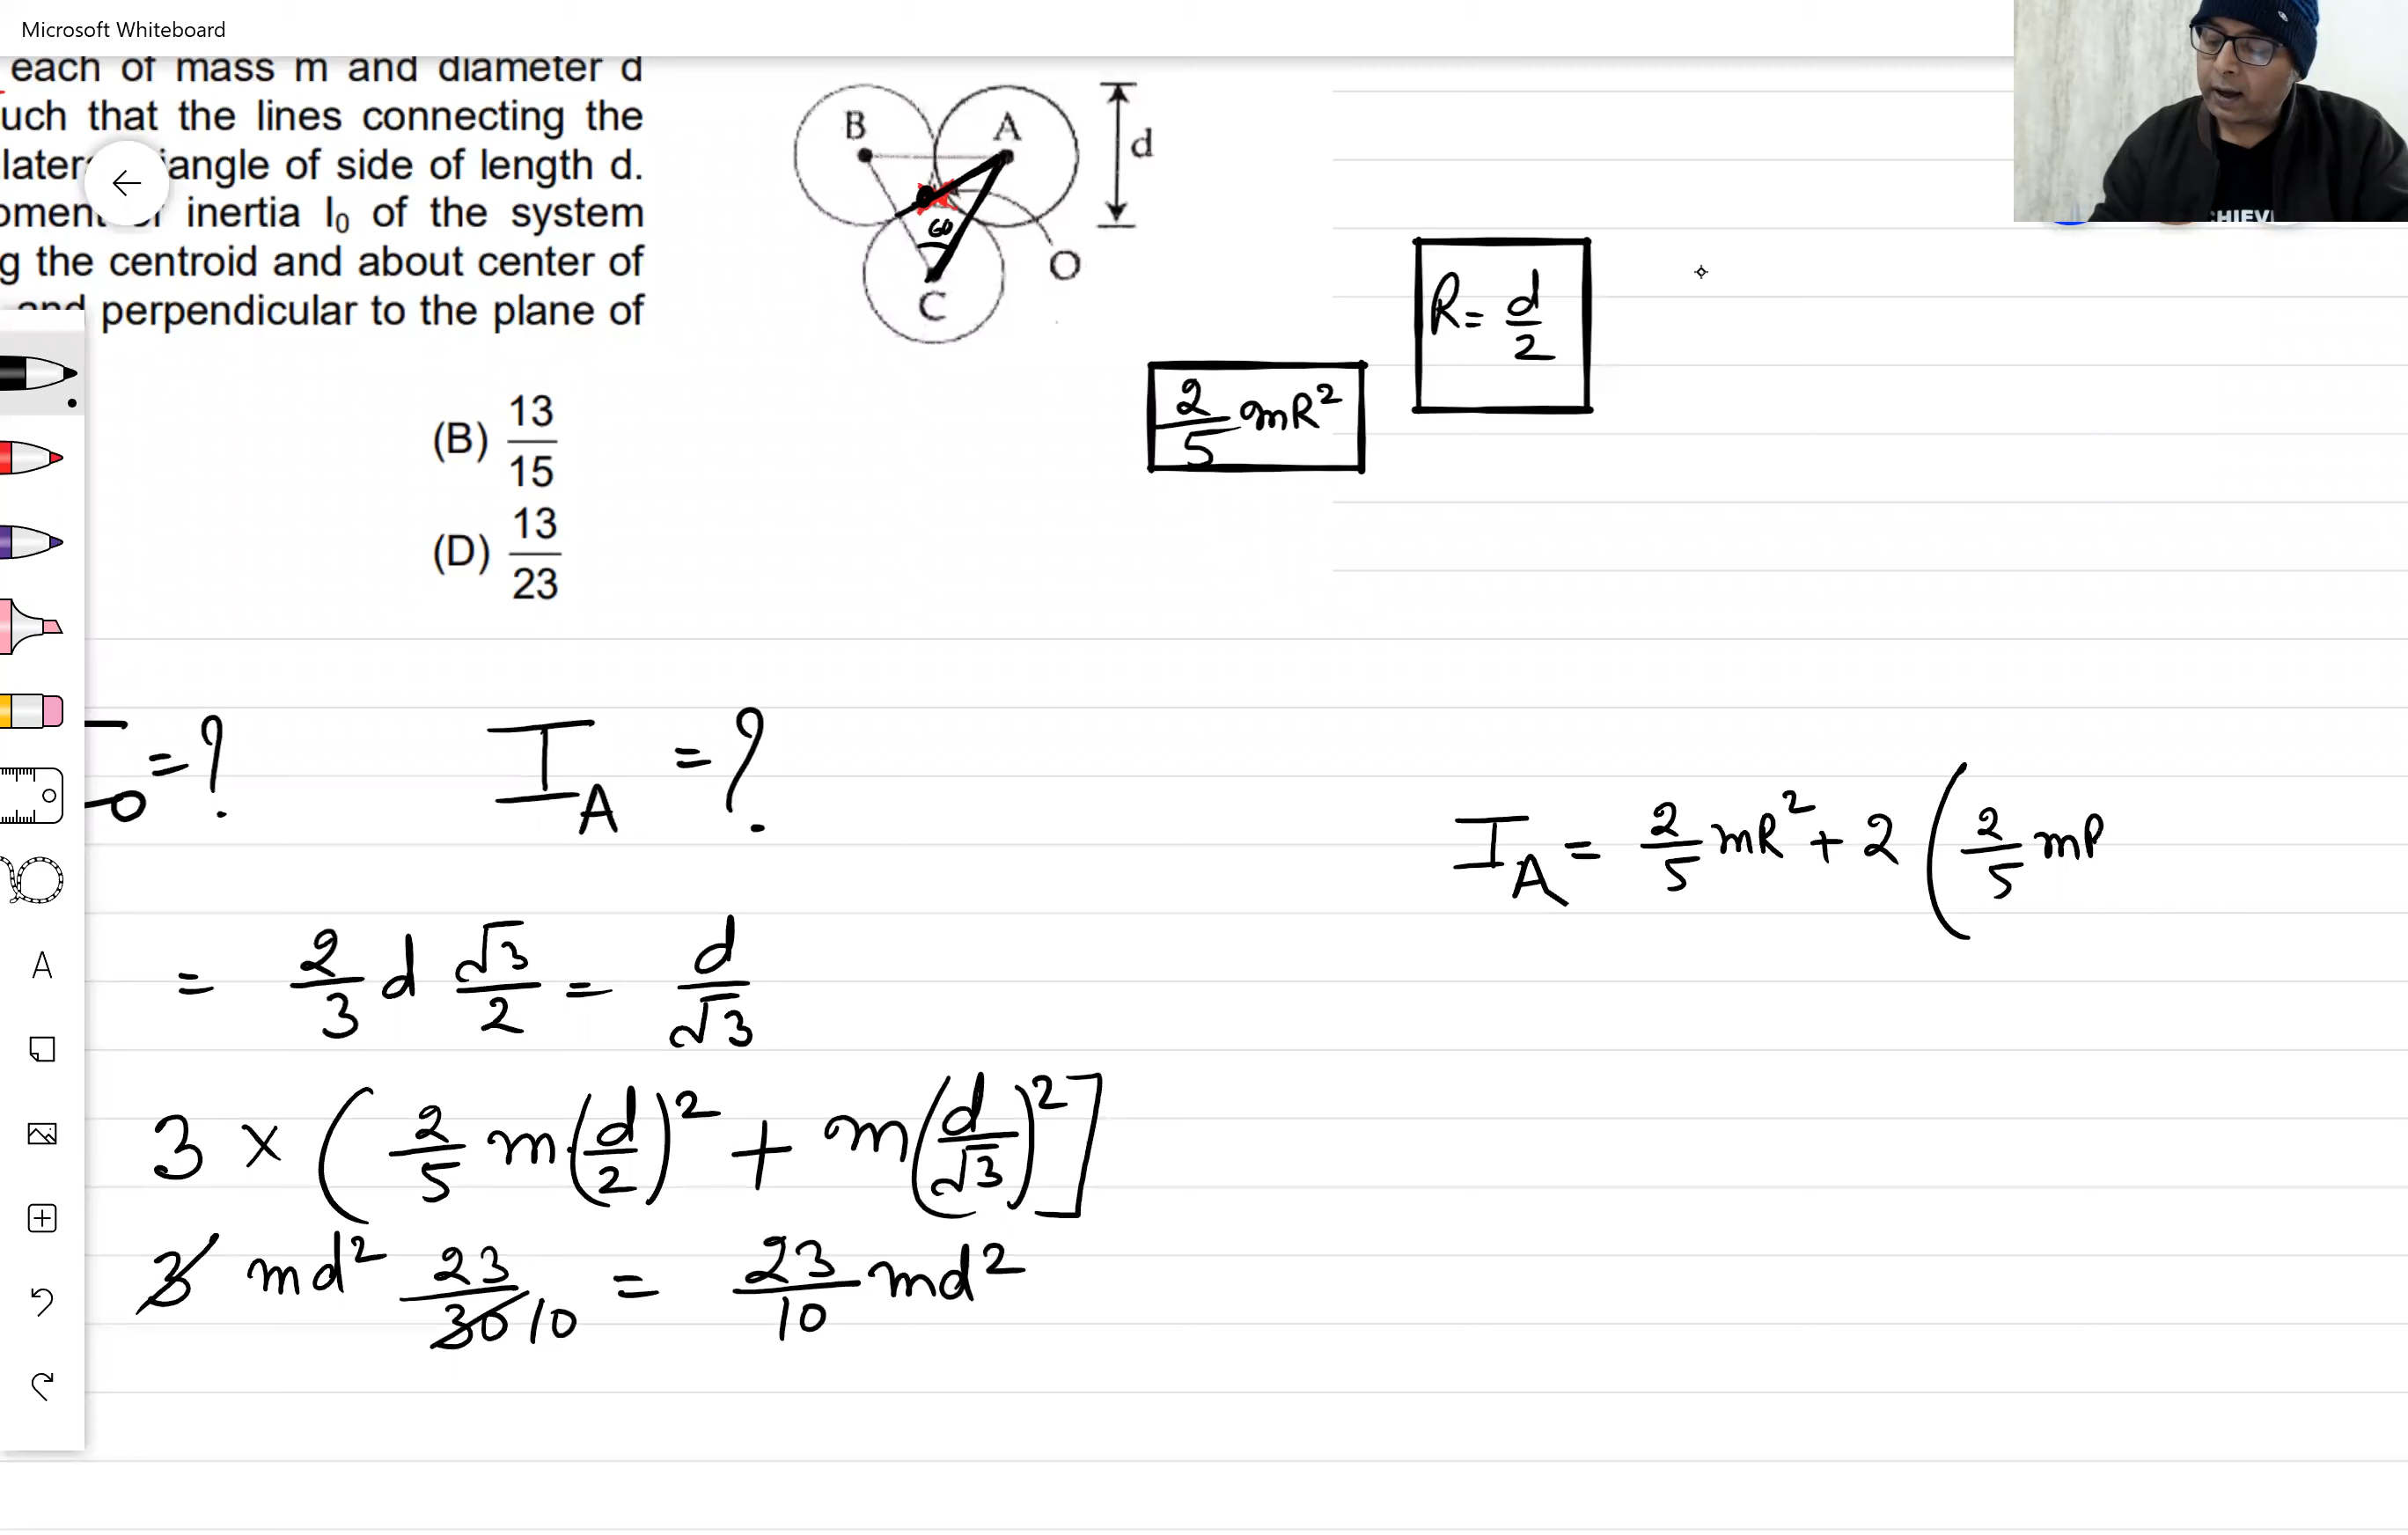 Microsoft Whiteboard
each of mass m and diameter d
uch that the lines connecting the
angle of side of length d.
inertia I₀ of the system
g the centroid and about center of
and perpendicular to the plane of
(B) 13/15
(D) 13/23
B
A
d
60
O
C
R = d/2
2/5 mR²
=?
I_A = ?
I_A = 2/5 mR² + 2 ( 2/5 m
= 2/3 d √3/2 = d/√3
3 × ( 2/5 m (d/2)² + m (d/√3)² ]
3 md² 23/30 10 = 23/10 md²
A